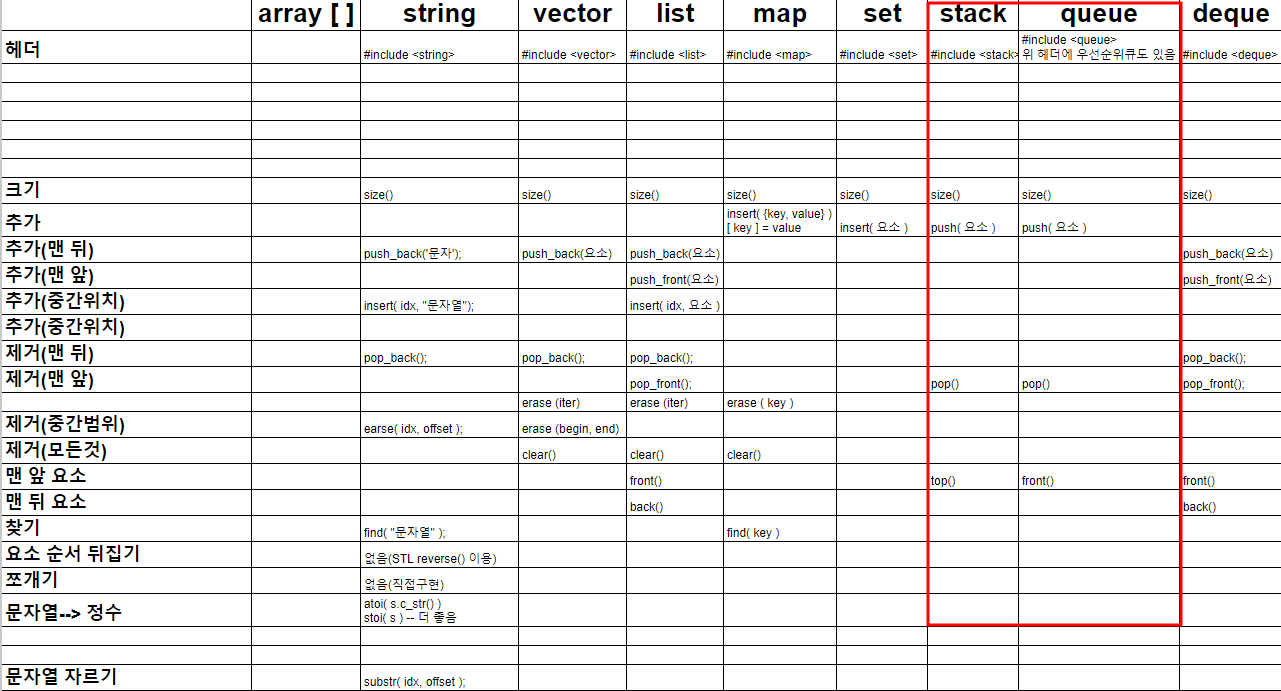 array [ ] string vector list map set stack queue deque
헤더 #include <string> #include <vector> #include <list> #include <map> #include <set> #include <stack> #include <queue> #include <deque>
위 헤더에 우선순위큐도 있음
크기 size() size() size() size() size() size() size() size()
추가 insert( {key, value} ) insert( 요소 ) push( 요소 ) push( 요소 )
[ key ] = value
추가(맨 뒤) push_back('문자'); push_back(요소) push_back(요소) push_back(요소)
추가(맨 앞) push_front(요소) push_front(요소)
추가(중간위치) insert( idx, "문자열"); insert( idx, 요소 )
추가(중간위치)
제거(맨 뒤) pop_back(); pop_back(); pop_back(); pop_back();
제거(맨 앞) pop_front(); pop() pop() pop_front();
erase (iter) erase (iter) erase ( key )
제거(중간범위) earse( idx, offset ); erase (begin, end)
제거(모든것) clear() clear() clear()
맨 앞 요소 front() top() front() front()
맨 뒤 요소 back() back()
찾기 find( "문자열" ); find( key )
요소 순서 뒤집기 없음(STL reverse() 이용)
쪼개기 없음(직접구현)
문자열--> 정수 atoi( s.c_str() )
stoi( s ) -- 더 좋음
문자열 자르기 substr( idx, offset );